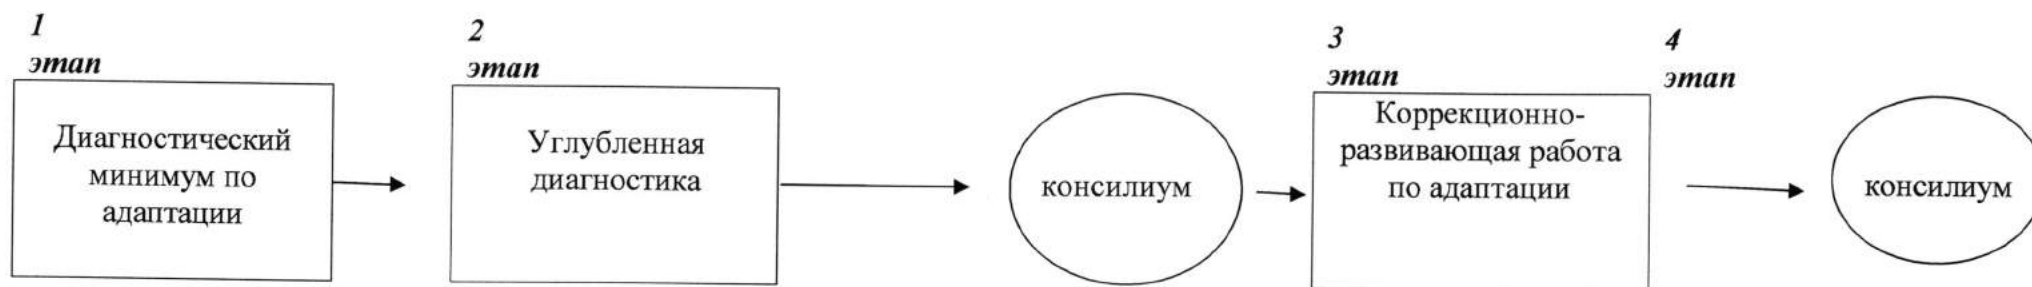 1
этап
2
этап
3
этап
4
этап
Диагностический
минимум по
адаптации
Углубленная
диагностика
консилиум
Коррекционно-
развивающая работа
по адаптации
консилиум